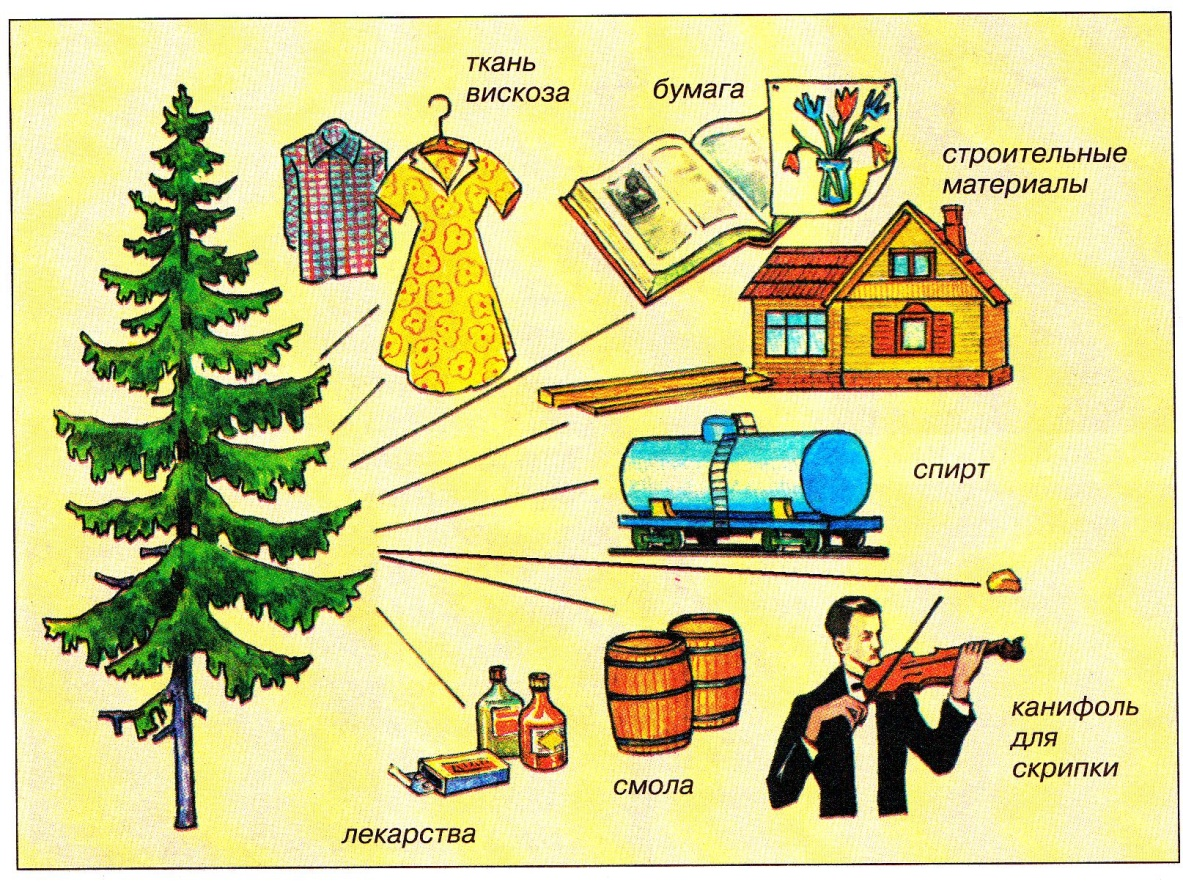 ткань
вискоза
бумага
строительные
материалы
спирт
канифоль
для
скрипки
смола
лекарства